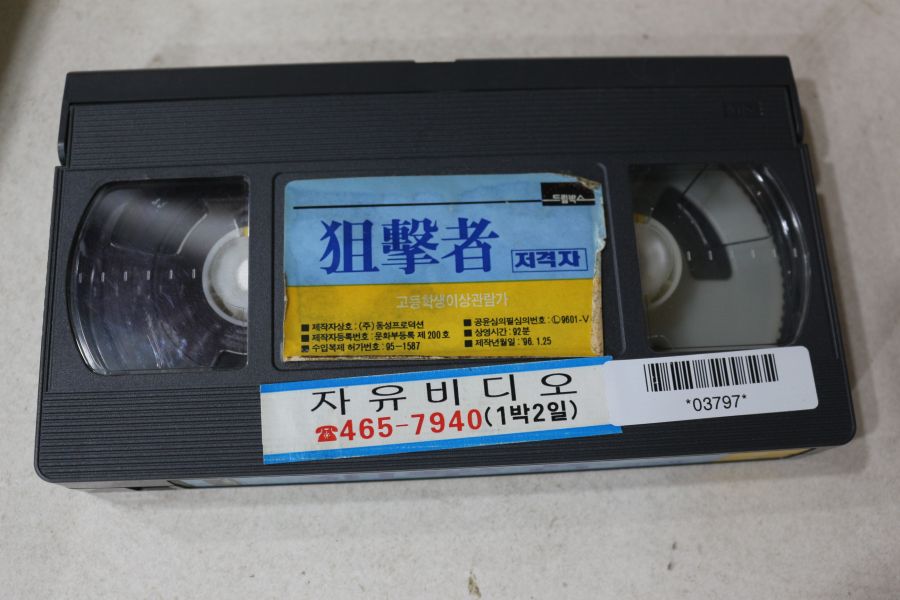 드림박스
狙擊者 저격자
고등학생이상관람가
■ 제작자상호 : (주) 동성프로덕션
■ 제작자등록번호 : 문화부등록 제 200 호
■ 수입복제 허가번호 : 95-1587
■ 공윤심의필심의번호 : Ⓛ9601-V
■ 상영시간 : 92분
■ 제작년월일 : '96. 1. 25
자유비디오
☎465-7940(1박2일)
*03797*